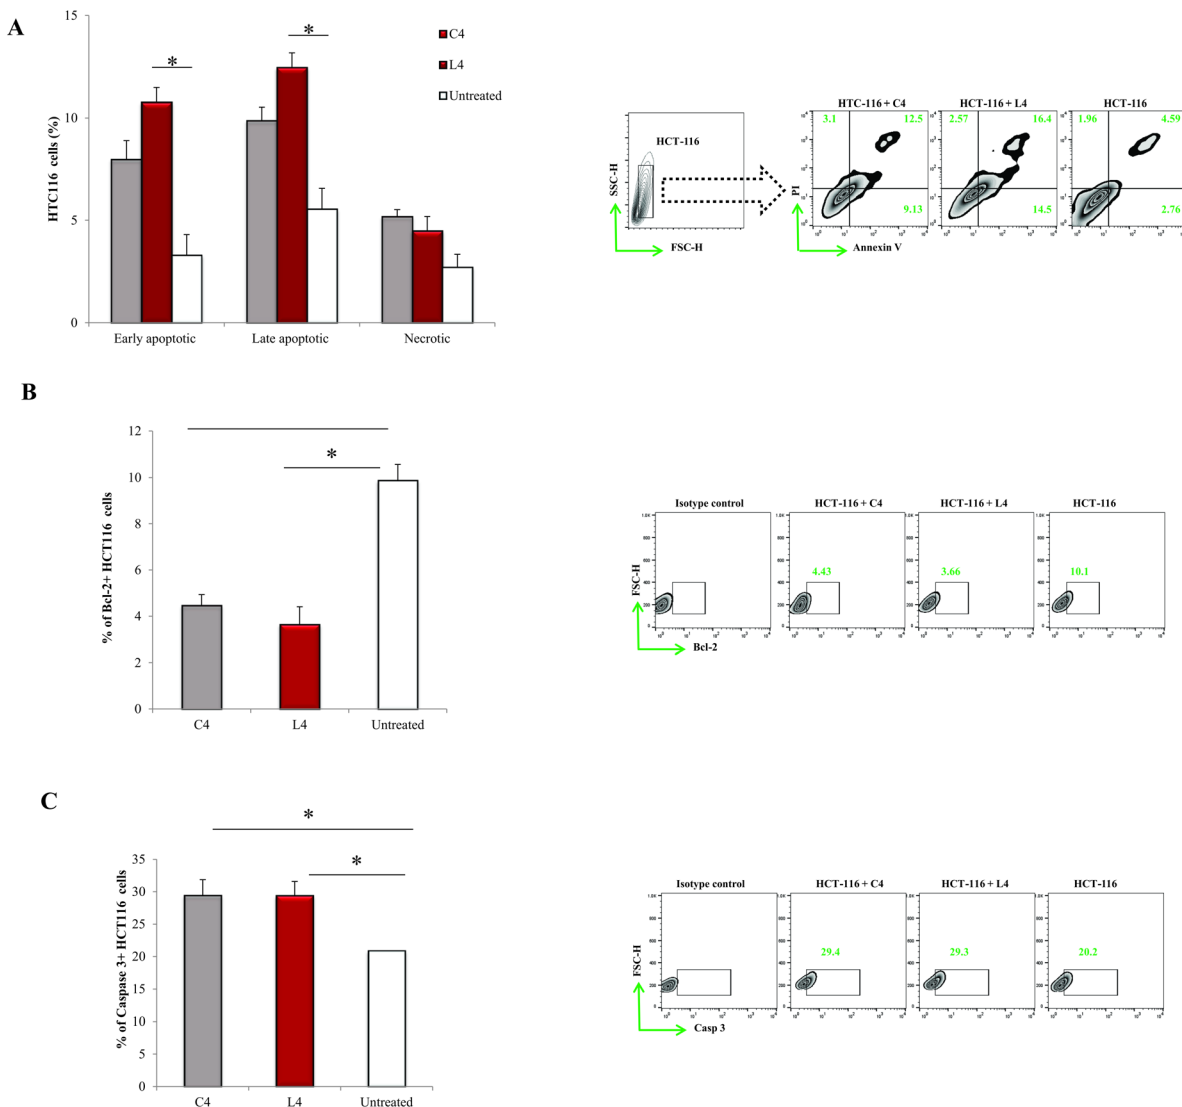 A
15
10
5
0
HTC116 cells (%)
*
*
C4
L4
Untreated
Early apoptotic
Late apoptotic
Necrotic
HCT-116
SSC-H
FSC-H
HTC-116 + C4
HCT-116 + L4
HCT-116
3.1
12.5
9.13
2.57
16.4
14.5
1.96
4.59
2.76
PI
Annexin V
B
12
10
8
6
4
2
0
% of Bcl-2+ HCT116 cells
*
C4
L4
Untreated
Isotype control
HCT-116 + C4
HCT-116 + L4
HCT-116
4.43
3.66
10.1
FSC-H
Bcl-2
C
35
30
25
20
15
10
5
0
% of Caspase 3+ HCT116 cells
*
*
C4
L4
Untreated
Isotype control
HCT-116 + C4
HCT-116 + L4
HCT-116
29.4
29.3
20.2
FSC-H
Casp 3